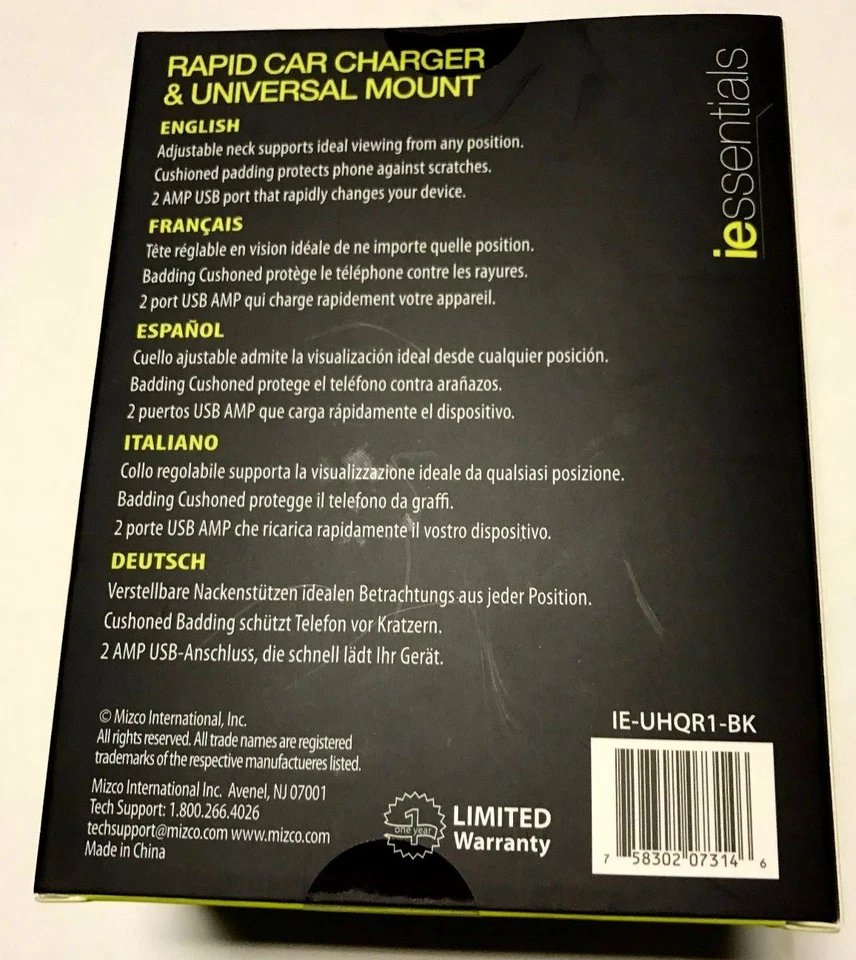 RAPID CAR CHARGER
& UNIVERSAL MOUNT
iessentials
ENGLISH
Adjustable neck supports ideal viewing from any position.
Cushioned padding protects phone against scratches.
2 AMP USB port that rapidly changes your device.
FRANÇAIS
Tête réglable en vision idéale de ne importe quelle position.
Badding Cushoned protège le téléphone contre les rayures.
2 port USB AMP qui charge rapidement votre appareil.
ESPAÑOL
Cuello ajustable admite la visualización ideal desde cualquier posición.
Badding Cushoned protege el teléfono contra arañazos.
2 puertos USB AMP que carga rápidamente el dispositivo.
ITALIANO
Collo regolabile supporta la visualizzazione ideale da qualsiasi posizione.
Badding Cushoned protegge il telefono da graffi.
2 porte USB AMP che ricarica rapidamente il vostro dispositivo.
DEUTSCH
Verstellbare Nackenstützen idealen Betrachtungs aus jeder Position.
Cushoned Badding schützt Telefon vor Kratzern.
2 AMP USB-Anschluss, die schnell lädt Ihr Gerät.
© Mizco International, Inc.
All rights reserved. All trade names are registered
trademarks of the respective manufactueres listed.
Mizco International Inc. Avenel, NJ 07001
Tech Support: 1.800.266.4026
techsupport@mizco.com www.mizco.com
Made in China
1
one year
LIMITED
Warranty
IE-UHQR1-BK
7 58302 07314 6